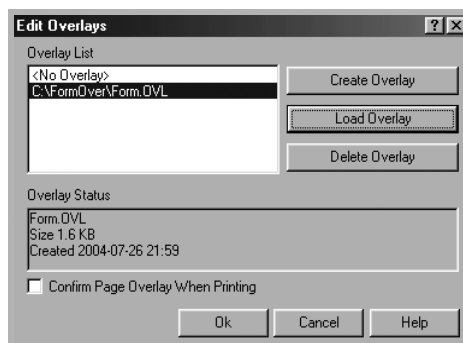 Edit Overlays
Overlay List
<No Overlay>
C:\FormOver\Form.OVL
Create Overlay
Load Overlay
Delete Overlay
Overlay Status
Form.OVL
Size 1.6 KB
Created 2004-07-26 21:59
Confirm Page Overlay When Printing
Ok Cancel Help